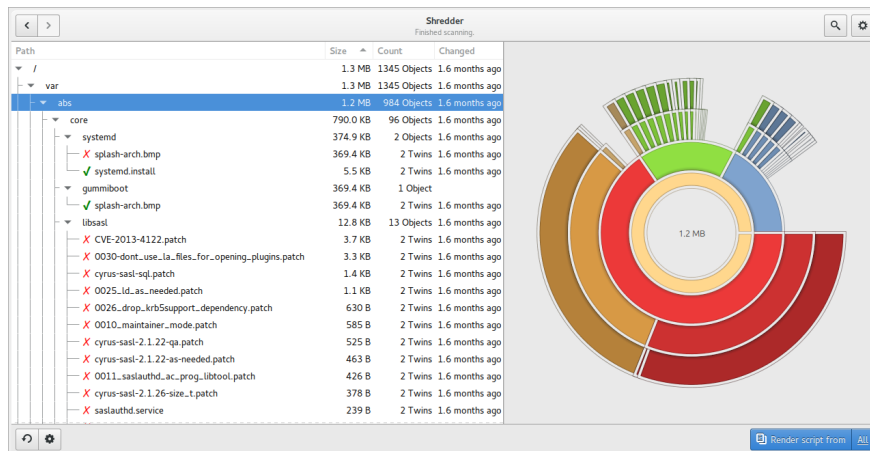 Shredder
Finished scanning.
Path Size Count Changed
/ 1.3 MB 1345 Objects 1.6 months ago
var 1.3 MB 1345 Objects 1.6 months ago
abs 1.2 MB 984 Objects 1.6 months ago
core 790.0 KB 96 Objects 1.6 months ago
systemd 374.9 KB 2 Objects 1.6 months ago
✗ splash-arch.bmp 369.4 KB 2 Twins 1.6 months ago
✓ systemd.install 5.5 KB 2 Twins 1.6 months ago
gummiboot 369.4 KB 1 Object
✓ splash-arch.bmp 369.4 KB 2 Twins 1.6 months ago
libsasl 12.8 KB 13 Objects 1.6 months ago
✗ CVE-2013-4122.patch 3.7 KB 2 Twins 1.6 months ago
✗ 0030-dont_use_la_files_for_opening_plugins.patch 3.3 KB 2 Twins 1.6 months ago
✗ cyrus-sasl-sql.patch 1.4 KB 2 Twins 1.6 months ago
✗ 0025_ld_as_needed.patch 1.1 KB 2 Twins 1.6 months ago
✗ 0026_drop_krb5support_dependency.patch 630 B 2 Twins 1.6 months ago
✗ 0010_maintainer_mode.patch 585 B 2 Twins 1.6 months ago
✗ cyrus-sasl-2.1.22-qa.patch 525 B 2 Twins 1.6 months ago
✗ cyrus-sasl-2.1.22-as-needed.patch 463 B 2 Twins 1.6 months ago
✗ 0011_saslauthd_ac_prog_libtool.patch 426 B 2 Twins 1.6 months ago
✗ cyrus-sasl-2.1.26-size_t.patch 378 B 2 Twins 1.6 months ago
✗ saslauthd.service 239 B 2 Twins 1.6 months ago
1.2 MB
Render script from All